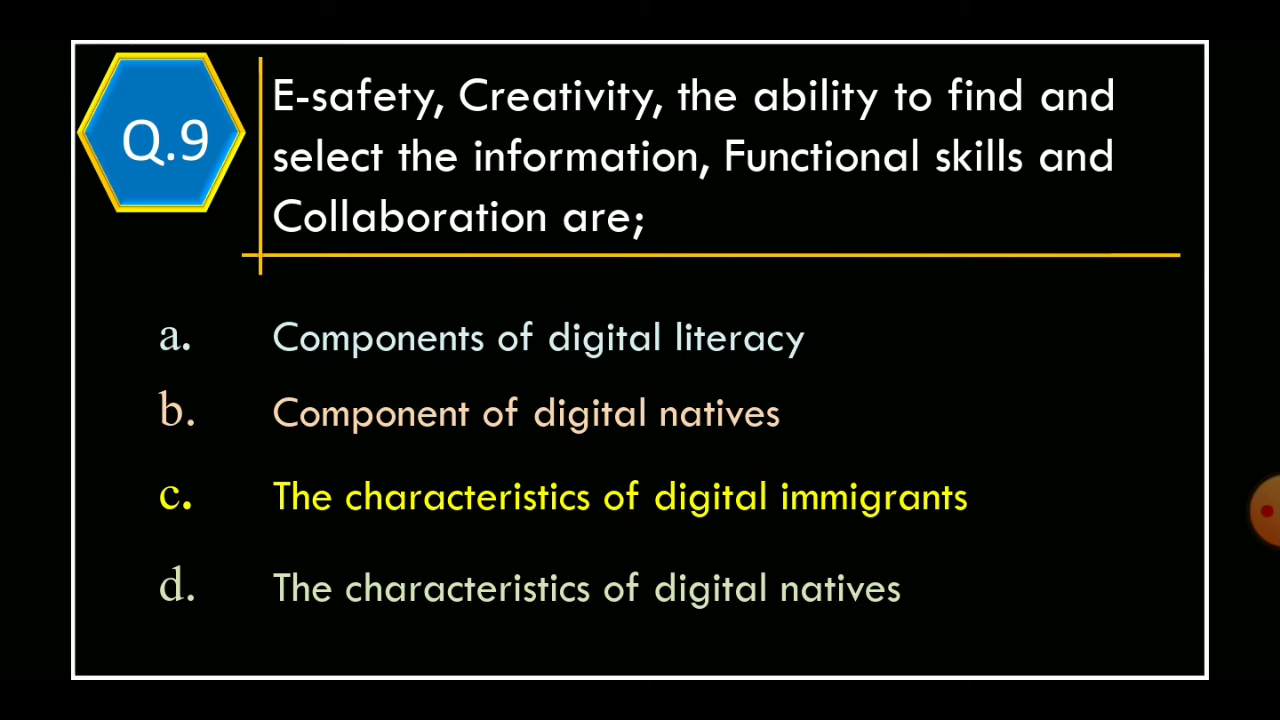 Q.9
E-safety, Creativity, the ability to find and
select the information, Functional skills and
Collaboration are;
a. Components of digital literacy
b. Component of digital natives
c. The characteristics of digital immigrants
d. The characteristics of digital natives